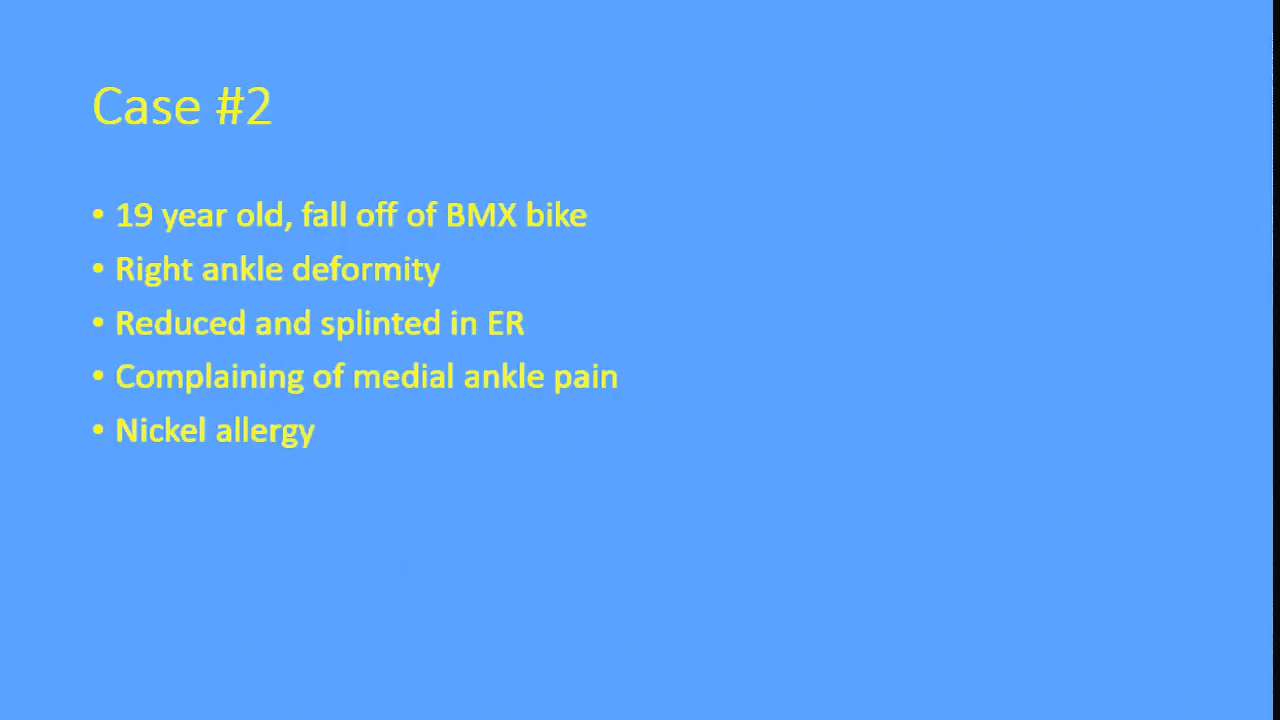 Case #2
• 19 year old, fall off of BMX bike
• Right ankle deformity
• Reduced and splinted in ER
• Complaining of medial ankle pain
• Nickel allergy